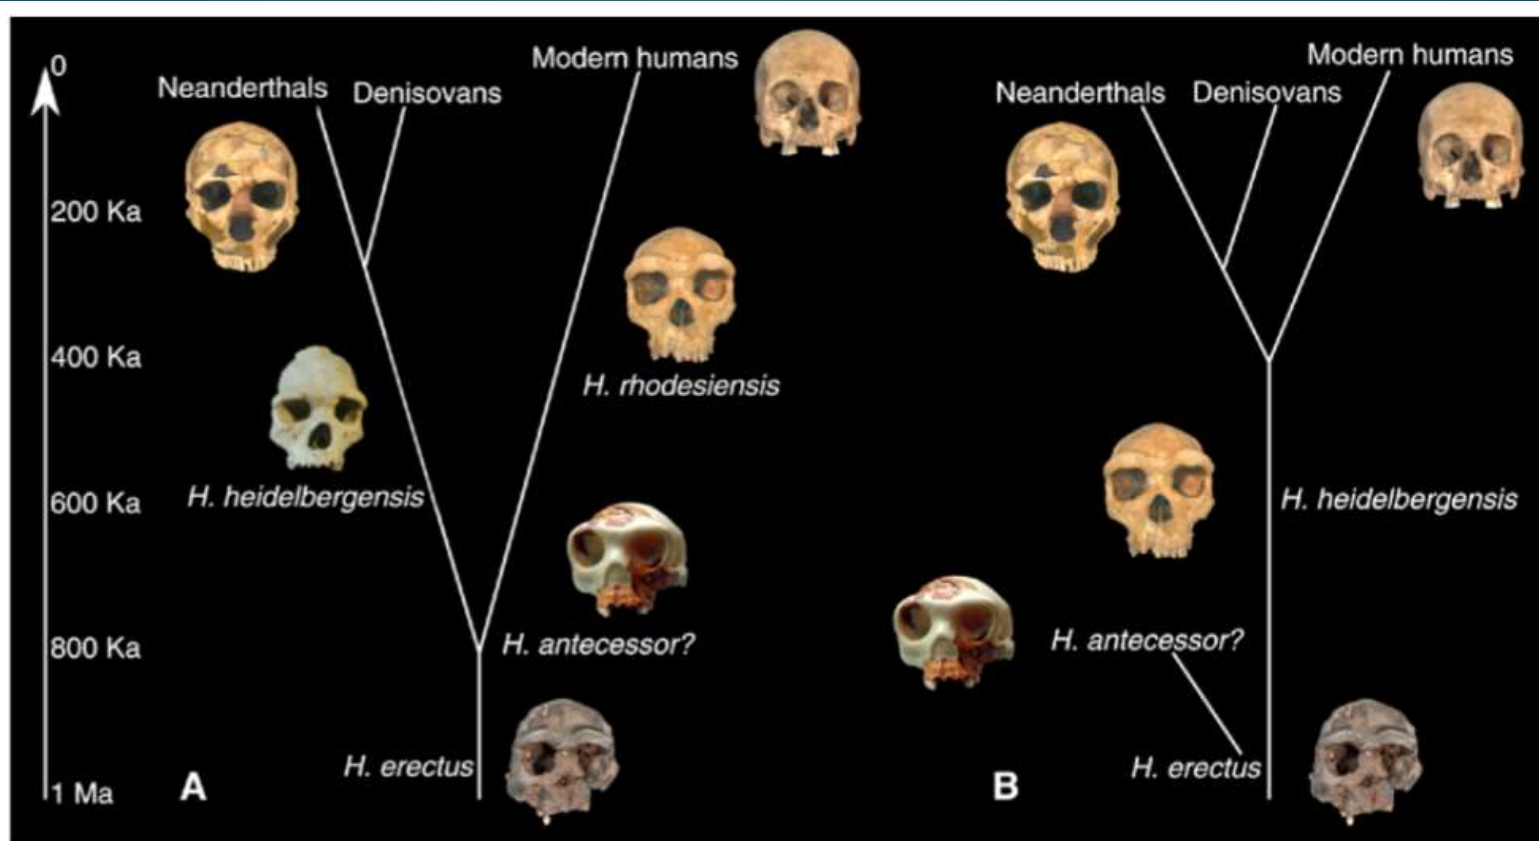 0
200 Ka
400 Ka
600 Ka
800 Ka
1 Ma
Neanderthals
Denisovans
Modern humans
H. rhodesiensis
H. heidelbergensis
H. antecessor?
H. erectus
A
Neanderthals
Denisovans
Modern humans
H. heidelbergensis
H. antecessor?
H. erectus
B